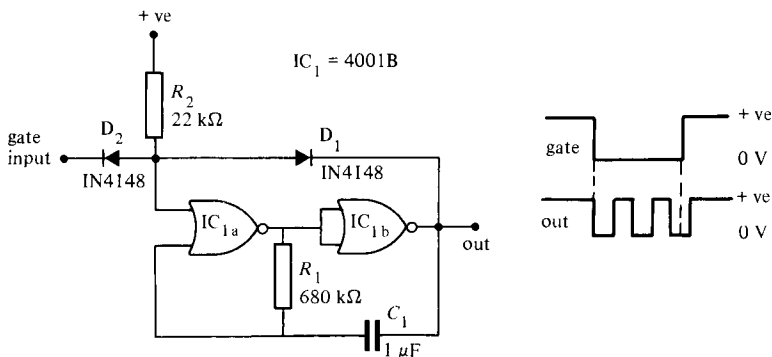 + ve
IC1 = 4001B
R2
22 kΩ
gate
input
D2
IN4148
D1
IN4148
IC1a
IC1b
out
R1
680 kΩ
C1
1 μF
gate
+ ve
0 V
out
+ ve
0 V